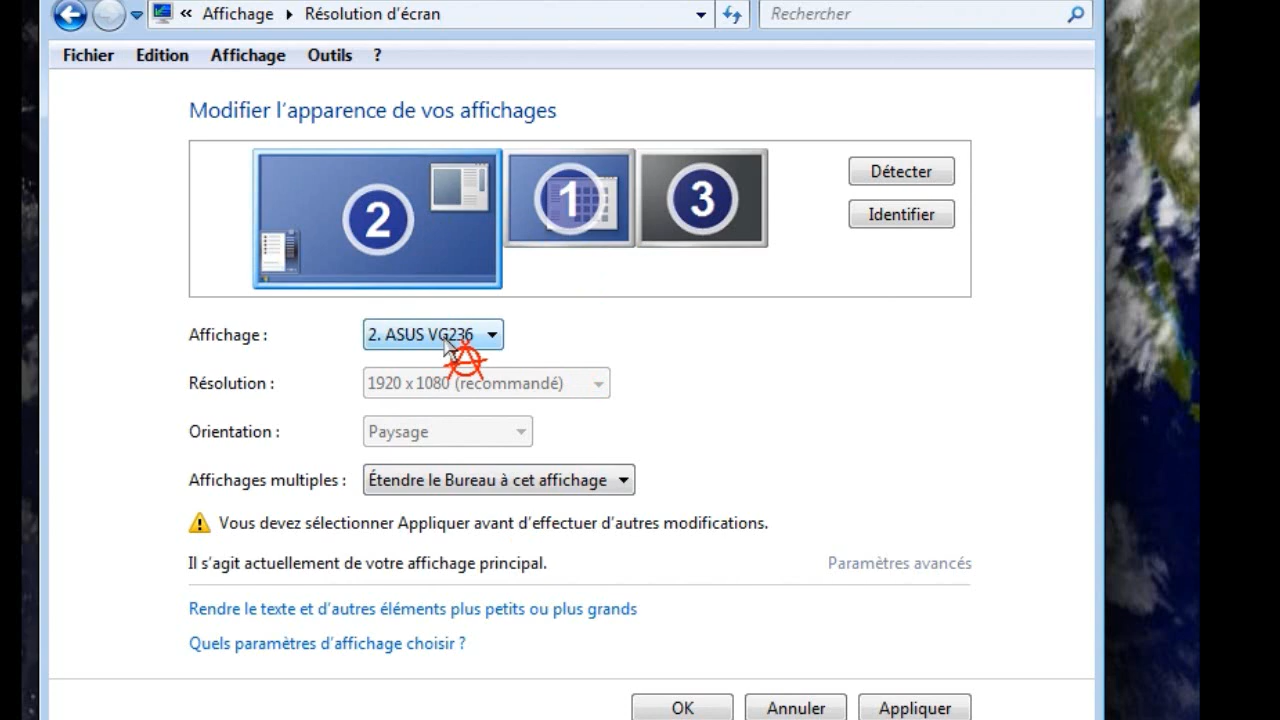 « Affichage Résolution d'écran Rechercher
Fichier Edition Affichage Outils ?
Modifier l'apparence de vos affichages
2 1 3
Détecter
Identifier
Affichage : 2. ASUS VG236
Résolution : 1920 x 1080 (recommandé)
Orientation : Paysage
Affichages multiples : Étendre le Bureau à cet affichage
Vous devez sélectionner Appliquer avant d'effectuer d'autres modifications.
Il s'agit actuellement de votre affichage principal. Paramètres avancés
Rendre le texte et d'autres éléments plus petits ou plus grands
Quels paramètres d'affichage choisir ?
OK Annuler Appliquer